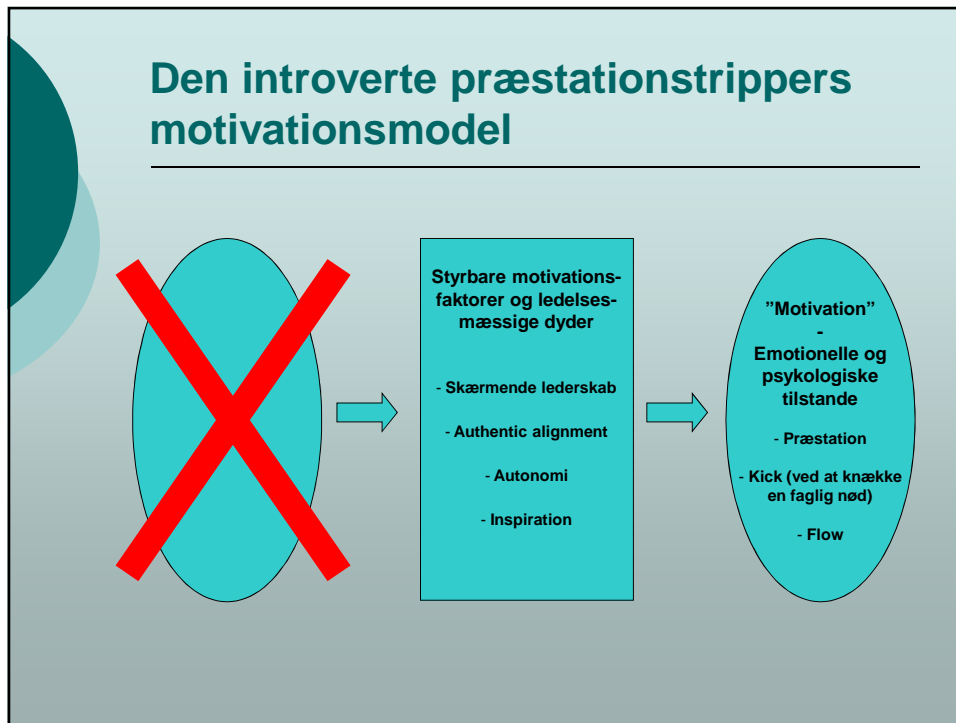 Den introverte præstationstrippers
motivationsmodel
Styrbare motivations-
faktorer og ledelses-
mæssige dyder
- Skærmende lederskab
- Authentic alignment
- Autonomi
- Inspiration
”Motivation”
-
Emotionelle og
psykologiske
tilstande
- Præstation
- Kick (ved at knække
en faglig nød)
- Flow